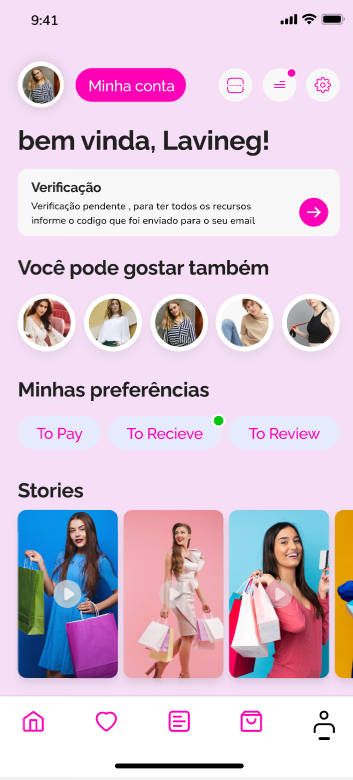 9:41
Minha conta
bem vinda, Lavineg!
Verificação
Verificação pendente , para ter todos os recursos
informe o codigo que foi enviado para o seu email
Você pode gostar também
Minhas preferências
To Pay
To Recieve
To Review
Stories